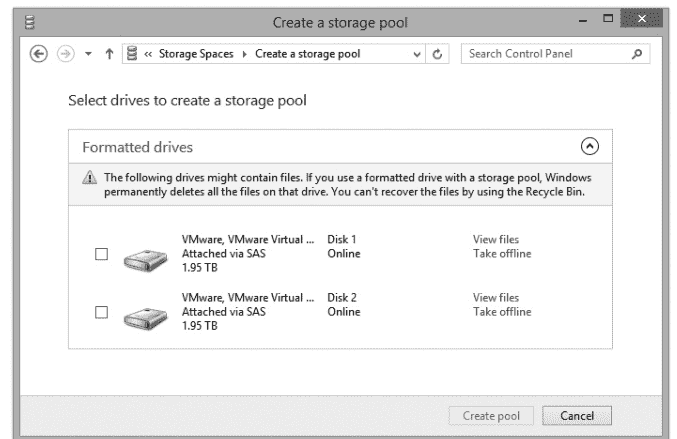 Create a storage pool
« Storage Spaces Create a storage pool
Search Control Panel
Select drives to create a storage pool
Formatted drives
The following drives might contain files. If you use a formatted drive with a storage pool, Windows
permanently deletes all the files on that drive. You can't recover the files by using the Recycle Bin.
VMware, VMware Virtual ... Disk 1 View files
Attached via SAS Online Take offline
1.95 TB
VMware, VMware Virtual ... Disk 2 View files
Attached via SAS Online Take offline
1.95 TB
Create pool Cancel